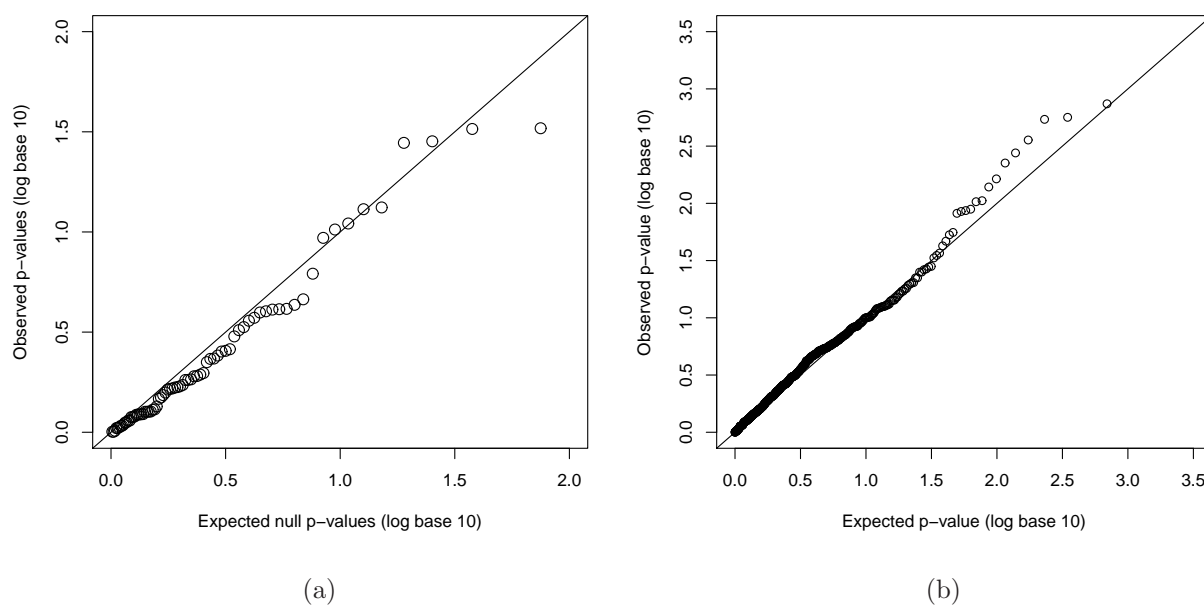 2.0
1.5
1.0
0.5
0.0
Observed p−values (log base 10)
0.0 0.5 1.0 1.5 2.0
Expected null p−values (log base 10)
(a)
3.5
3.0
2.5
2.0
1.5
1.0
0.5
0.0
Observed p−value (log base 10)
0.0 0.5 1.0 1.5 2.0 2.5 3.0 3.5
Expected p−value (log base 10)
(b)